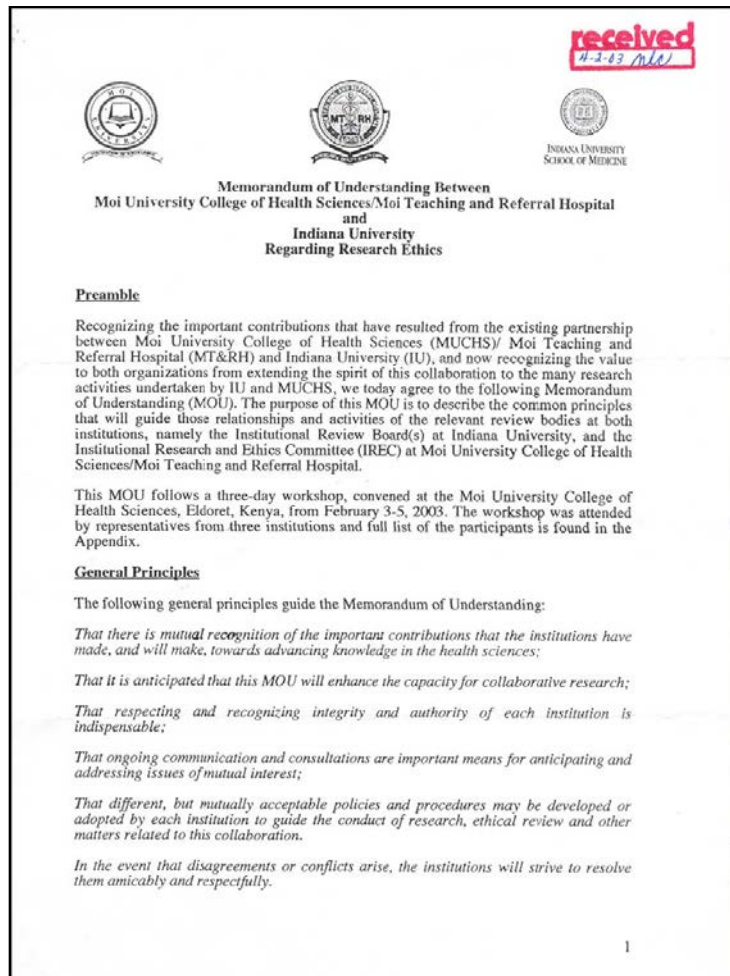 received
4-2-03 nlc
MOI
UNIVERSITY
MT RH
INDIANA UNIVERSITY
SCHOOL OF MEDICINE
Memorandum of Understanding Between
Moi University College of Health Sciences/Moi Teaching and Referral Hospital
and
Indiana University
Regarding Research Ethics
Preamble
Recognizing the important contributions that have resulted from the existing partnership
between Moi University College of Health Sciences (MUCHS)/ Moi Teaching and
Referral Hospital (MT&RH) and Indiana University (IU), and now recognizing the value
to both organizations from extending the spirit of this collaboration to the many research
activities undertaken by IU and MUCHS, we today agree to the following Memorandum
of Understanding (MOU). The purpose of this MOU is to describe the common principles
that will guide those relationships and activities of the relevant review bodies at both
institutions, namely the Institutional Review Board(s) at Indiana University, and the
Institutional Research and Ethics Committee (IREC) at Moi University College of Health
Sciences/Moi Teaching and Referral Hospital.
This MOU follows a three-day workshop, convened at the Moi University College of
Health Sciences, Eldoret, Kenya, from February 3-5, 2003. The workshop was attended
by representatives from three institutions and full list of the participants is found in the
Appendix.
General Principles
The following general principles guide the Memorandum of Understanding:
That there is mutual recognition of the important contributions that the institutions have
made, and will make, towards advancing knowledge in the health sciences;
That it is anticipated that this MOU will enhance the capacity for collaborative research;
That respecting and recognizing integrity and authority of each institution is
indispensable;
That ongoing communication and consultations are important means for anticipating and
addressing issues of mutual interest;
That different, but mutually acceptable policies and procedures may be developed or
adopted by each institution to guide the conduct of research, ethical review and other
matters related to this collaboration.
In the event that disagreements or conflicts arise, the institutions will strive to resolve
them amicably and respectfully.
1